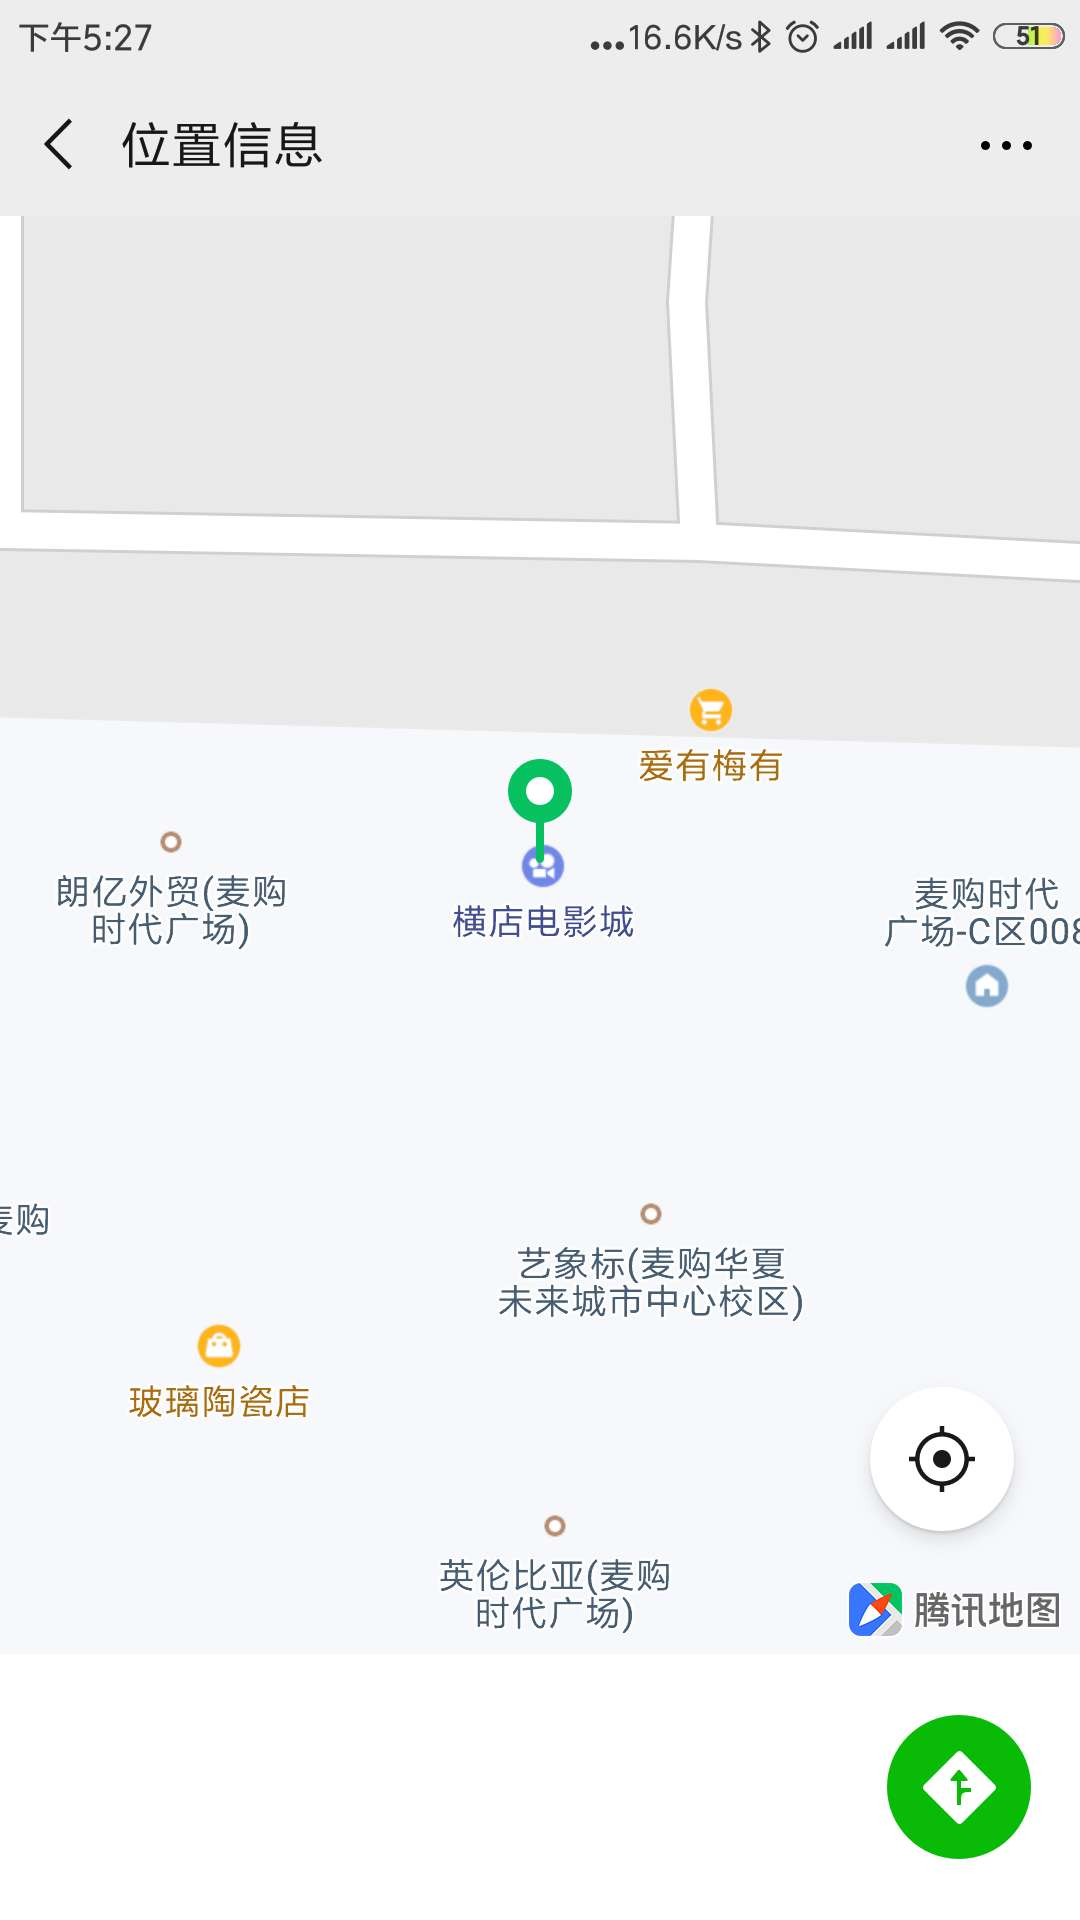 下午5:27
...16.6K/s
51
位置信息
爱有梅有
朗亿外贸(麦购
时代广场)
横店电影城
麦购时代
广场-C区008
麦购
艺象标(麦购华夏
未来城市中心校区)
玻璃陶瓷店
英伦比亚(麦购
时代广场)
腾讯地图